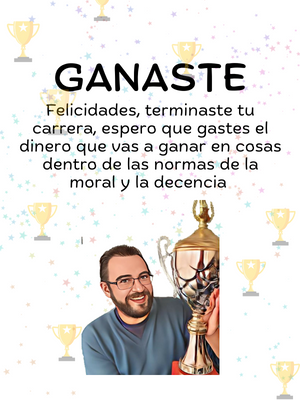 GANASTE
Felicidades, terminaste tu
carrera, espero que gastes el
dinero que vas a ganar en cosas
dentro de las normas de la
moral y la decencia